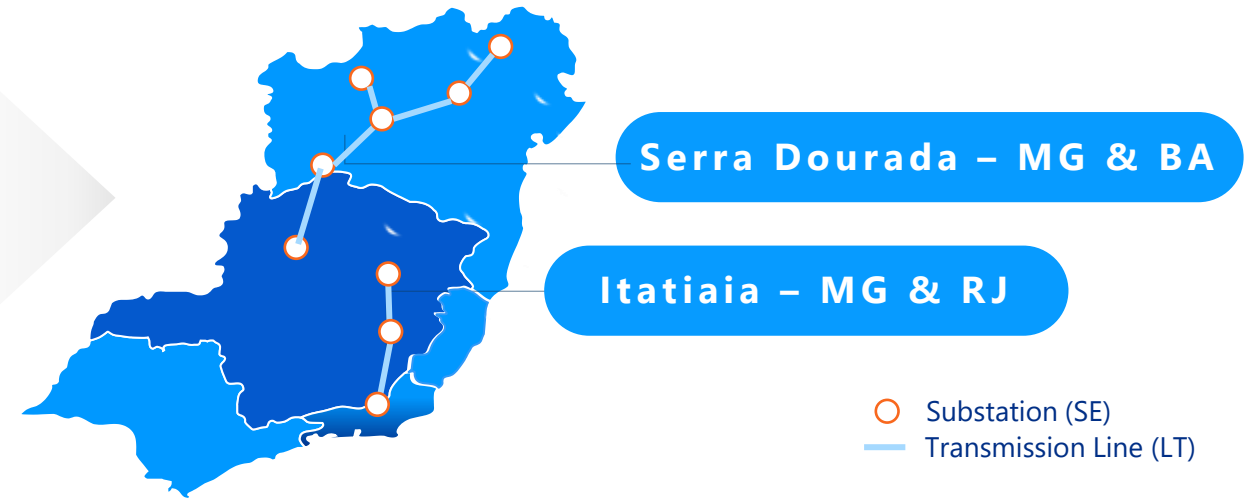 Serra Dourada – MG & BA
Itatiaia – MG & RJ
Substation (SE)
Transmission Line (LT)